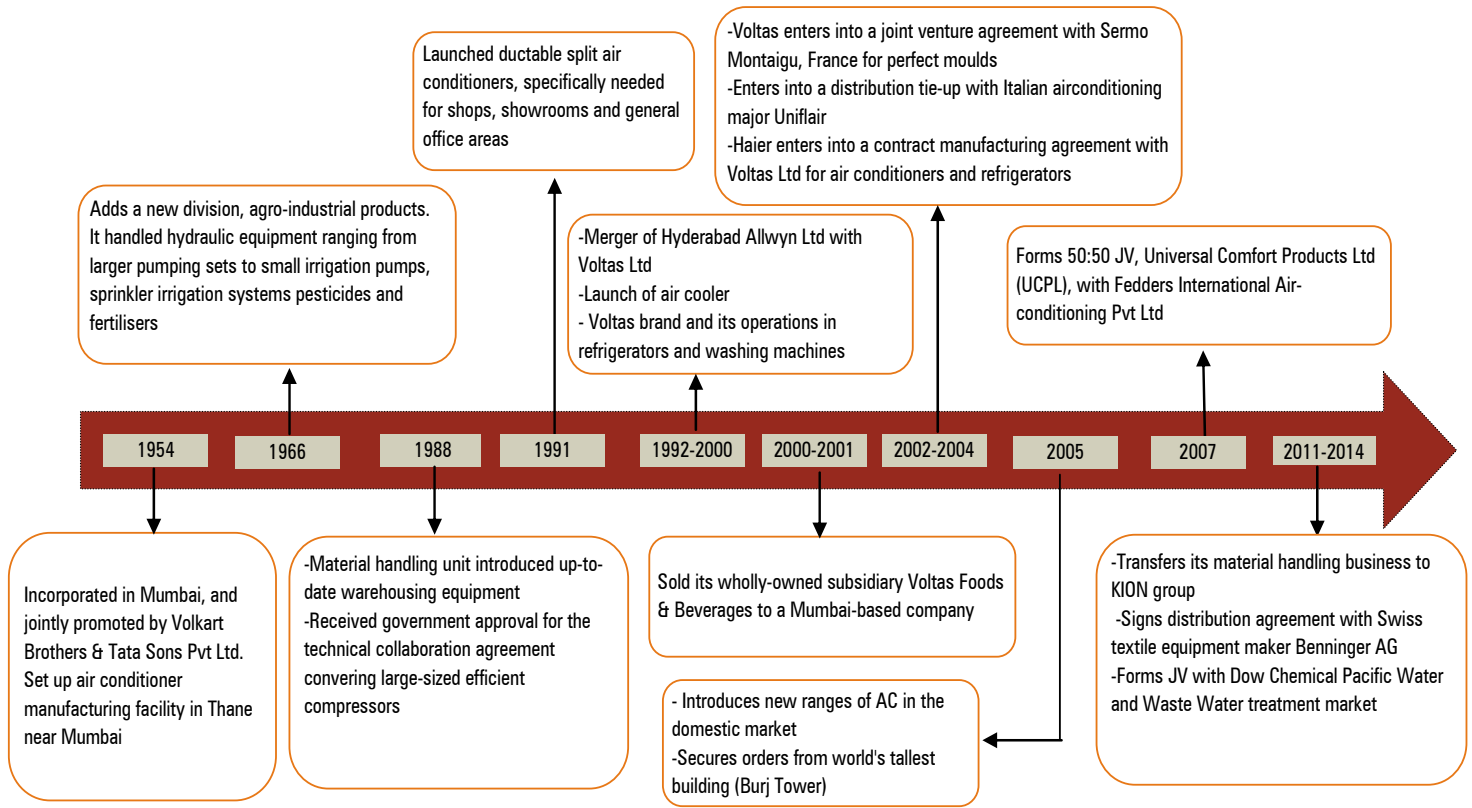 Launched ductable split air
conditioners, specifically needed
for shops, showrooms and general
office areas
-Voltas enters into a joint venture agreement with Sermo
Montaigu, France for perfect moulds
-Enters into a distribution tie-up with Italian airconditioning
major Uniflair
-Haier enters into a contract manufacturing agreement with
Voltas Ltd for air conditioners and refrigerators
Adds a new division, agro-industrial products.
It handled hydraulic equipment ranging from
larger pumping sets to small irrigation pumps,
sprinkler irrigation systems pesticides and
fertilisers
-Merger of Hyderabad Allwyn Ltd with
Voltas Ltd
-Launch of air cooler
- Voltas brand and its operations in
refrigerators and washing machines
Forms 50:50 JV, Universal Comfort Products Ltd
(UCPL), with Fedders International Air-
conditioning Pvt Ltd
1954
1966
1988
1991
1992-2000
2000-2001
2002-2004
2005
2007
2011-2014
Incorporated in Mumbai, and
jointly promoted by Volkart
Brothers & Tata Sons Pvt Ltd.
Set up air conditioner
manufacturing facility in Thane
near Mumbai
-Material handling unit introduced up-to-
date warehousing equipment
-Received government approval for the
technical collaboration agreement
convering large-sized efficient
compressors
Sold its wholly-owned subsidiary Voltas Foods
& Beverages to a Mumbai-based company
- Introduces new ranges of AC in the
domestic market
-Secures orders from world's tallest
building (Burj Tower)
-Transfers its material handling business to
KION group
-Signs distribution agreement with Swiss
textile equipment maker Benninger AG
-Forms JV with Dow Chemical Pacific Water
and Waste Water treatment market